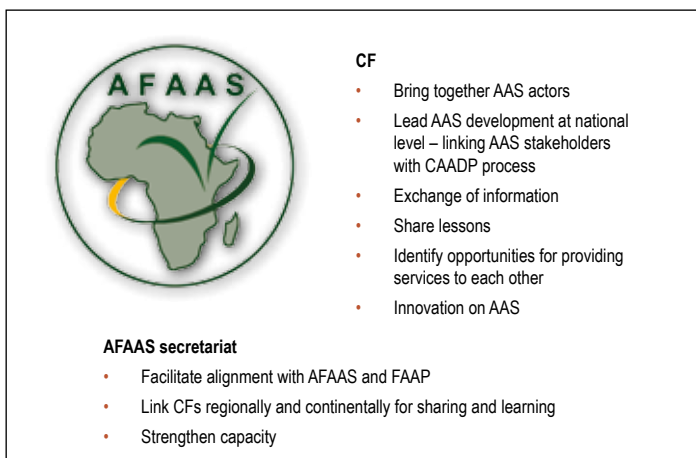 AFAAS
CF
• Bring together AAS actors
• Lead AAS development at national
level – linking AAS stakeholders
with CAADP process
• Exchange of information
• Share lessons
• Identify opportunities for providing
services to each other
• Innovation on AAS
AFAAS secretariat
• Facilitate alignment with AFAAS and FAAP
• Link CFs regionally and continentally for sharing and learning
• Strengthen capacity